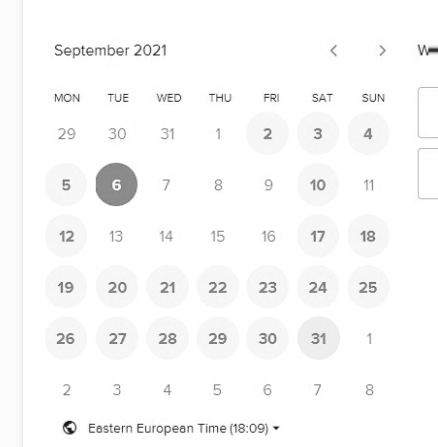 September 2021
MON TUE WED THU FRI SAT SUN
29 30 31 1 2 3 4
5 6 7 8 9 10 11
12 13 14 15 16 17 18
19 20 21 22 23 24 25
26 27 28 29 30 31 1
2 3 4 5 6 7 8
Eastern European Time (18:09)